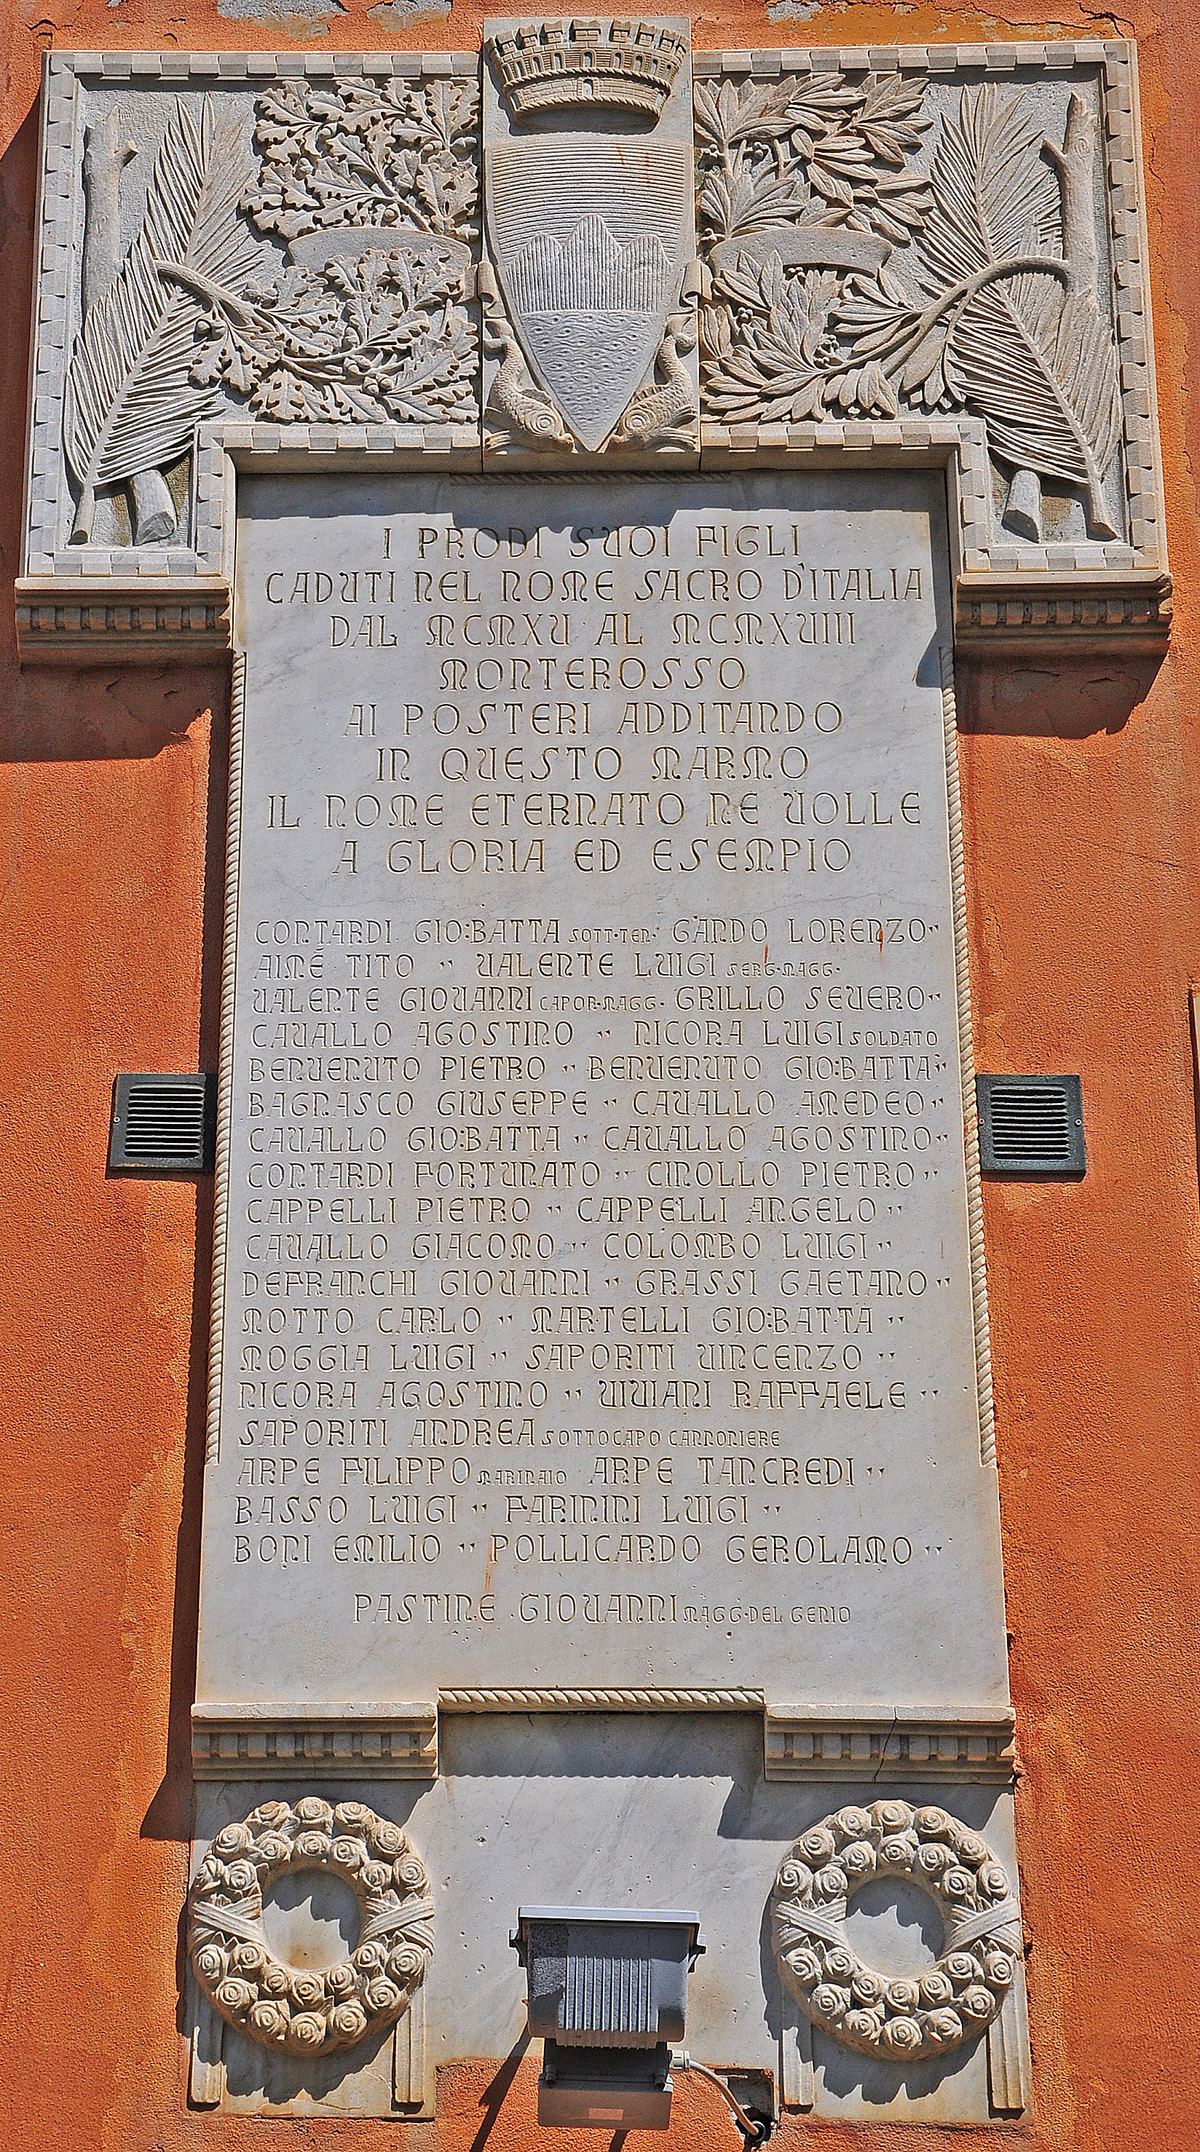 I PRODI SUOI FIGLI
CADUTI NEL NOME SACRO D'ITALIA
DAL MCMXV AL MCMXVIII
MONTEROSSO
AI POSTERI ADDITANDO
IN QUESTO MARMO
IL NOME ETERNATO NE VOLLE
A GLORIA ED ESEMPIO
CONTARDI GIO:BATTA SOTT·TEN· GANDO LORENZO "
AIMÉ TITO " VALENTE LUIGI SERG·MAGG·
VALENTE GIOVANNI CAPOR·MAGG· GRILLO SEVERO "
CAVALLO AGOSTINO " NICORA LUIGI SOLDATO
BENVENUTO PIETRO " BENVENUTO GIO:BATTA "
BAGNASCO GIUSEPPE " CAVALLO AMEDEO "
CAVALLO GIO:BATTA " CAVALLO AGOSTINO "
CONTARDI FORTUNATO " CINOLLO PIETRO "
CAPPELLI PIETRO " CAPPELLI ANGELO "
CAVALLO GIACOMO " COLOMBO LUIGI "
DEFRANCHI GIOVANNI " GRASSI GAETANO "
MOTTO CARLO " MARTELLI GIO:BATTA "
MOGGIA LUIGI " SAPORITI VINCENZO "
NICORA AGOSTINO " VIVIANI RAFFAELE "
SAPORITI ANDREA SOTTOCAPO CANNONIERE
ARPE FILIPPO MARINAIO ARPE TANCREDI "
BASSO LUIGI " FARININI LUIGI "
BONI EMILIO " POLLICARDO GEROLAMO "
PASTINE GIOVANNI MAGG·DEL GENIO